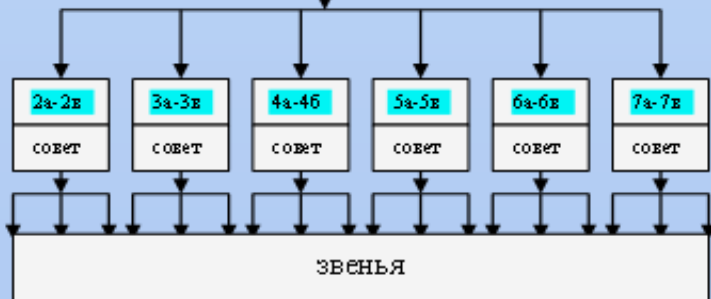 2а-2в 3а-3в 4а-4б 5а-5в 6а-6в 7а-7в
совет совет совет совет совет совет
звенья